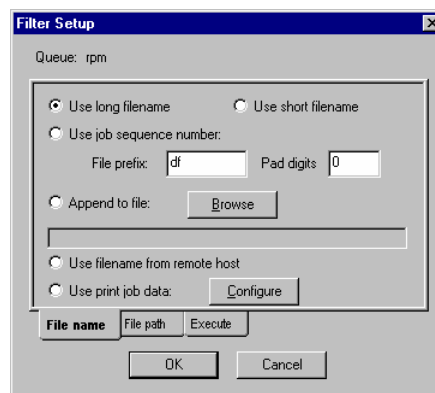 Filter Setup
Queue: rpm
Use long filename Use short filename
Use job sequence number:
File prefix: df Pad digits 0
Append to file: Browse
Use filename from remote host
Use print job data: Configure
File name File path Execute
OK Cancel